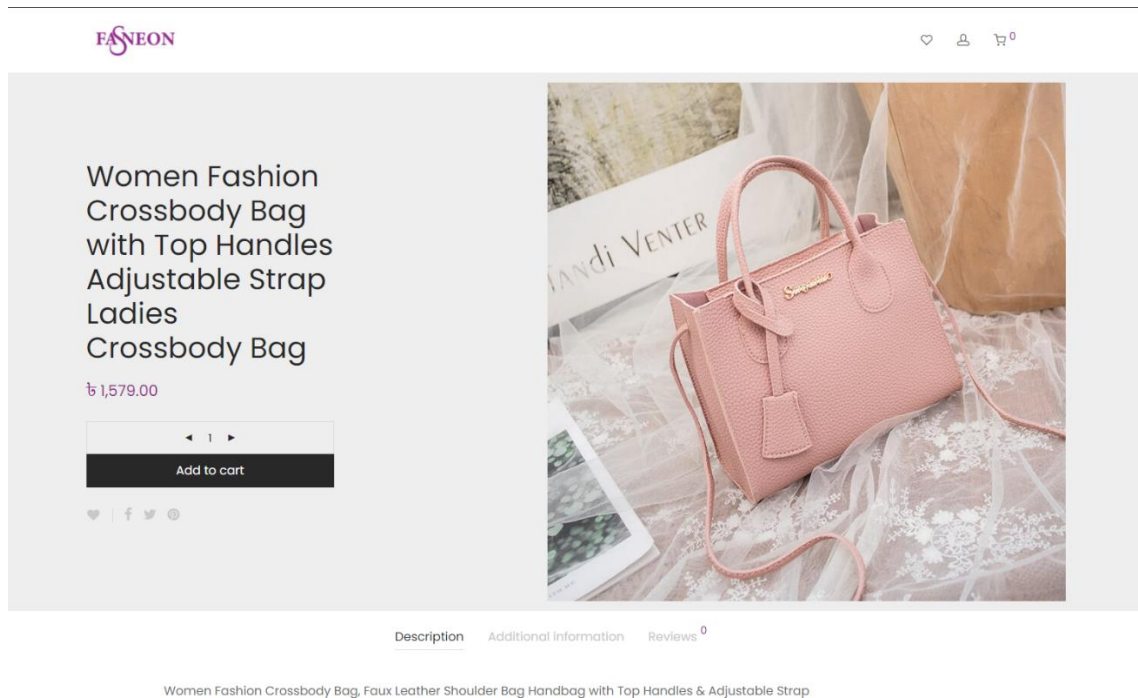 FASNEON
0
Women Fashion
Crossbody Bag
with Top Handles
Adjustable Strap
Ladies
Crossbody Bag
৳ 1,579.00
1
Add to cart
ANDi VENTER
Description Additional information Reviews 0
Women Fashion Crossbody Bag, Faux Leather Shoulder Bag Handbag with Top Handles & Adjustable Strap